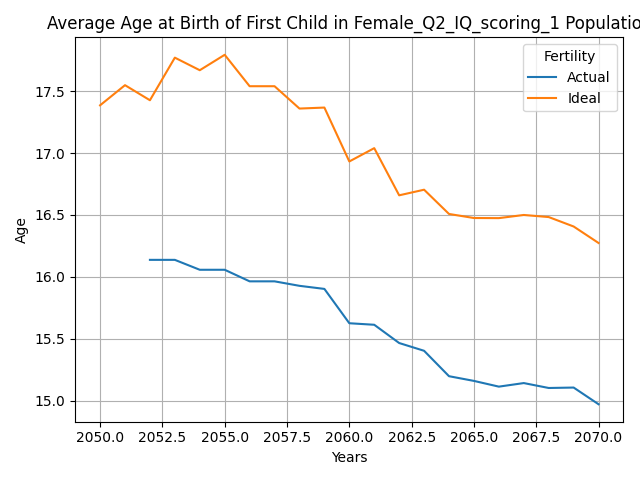 Average Age at Birth of First Child in Female_Q2_IQ_scoring_1 Populatio
Fertility
Actual
Ideal
17.5
17.0
16.5
16.0
15.5
15.0
Age
2050.0 2052.5 2055.0 2057.5 2060.0 2062.5 2065.0 2067.5 2070.0
Years